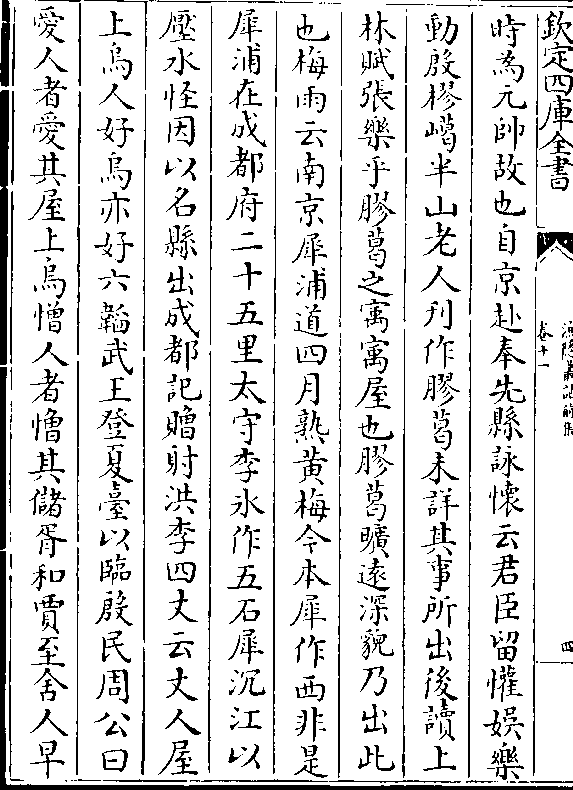 欽定四庫全書
漁隱叢話前集
卷十一
四
時為元帥故也自京赴奉先縣詠懷云君臣留懽娯樂
動殷樛嶱半山老人刋作膠葛未詳其事所出後讀上
林賦張樂乎膠葛之㝢㝢屋也膠葛曠逺深貌乃出此
也梅雨云南京犀浦道四月熟黄梅今本犀作西非是
犀浦在成都府二十五里太守李氷作五石犀沉江以
壓水怪因以名縣出成都記贈射洪李四丈云丈人屋
上烏人好烏亦好六韜武王登夏臺以臨殷民周公曰
愛人者愛其屋上烏憎人者憎其儲胥和賈至舍人早